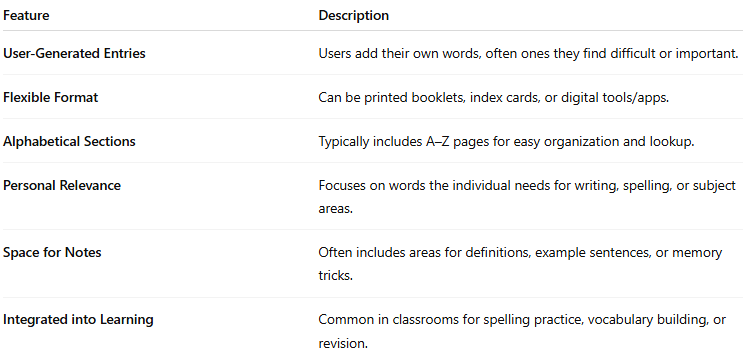 Feature Description
User-Generated Entries Users add their own words, often ones they find difficult or important.
Flexible Format Can be printed booklets, index cards, or digital tools/apps.
Alphabetical Sections Typically includes A–Z pages for easy organization and lookup.
Personal Relevance Focuses on words the individual needs for writing, spelling, or subject
areas.
Space for Notes Often includes areas for definitions, example sentences, or memory
tricks.
Integrated into Learning Common in classrooms for spelling practice, vocabulary building, or
revision.